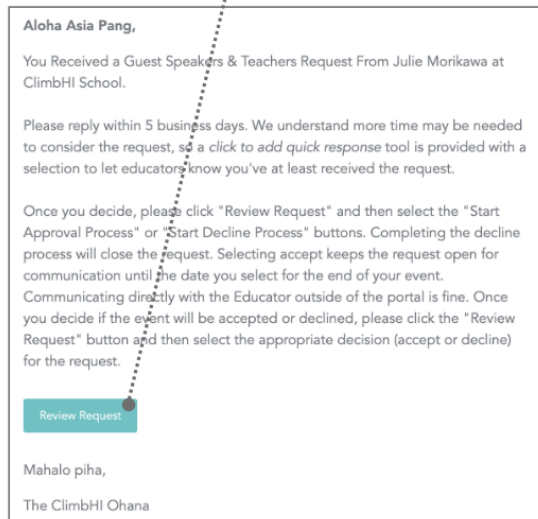 Aloha Asia Pang,
You Received a Guest Speakers & Teachers Request From Julie Morikawa at
ClimbHI School.
Please reply within 5 business days. We understand more time may be needed
to consider the request, so a click to add quick response tool is provided with a
selection to let educators know you've at least received the request.
Once you decide, please click "Review Request" and then select the "Start
Approval Process" or "Start Decline Process" buttons. Completing the decline
process will close the request. Selecting accept keeps the request open for
communication until the date you select for the end of your event.
Communicating directly with the Educator outside of the portal is fine. Once
you decide if the event will be accepted or declined, please click the "Review
Request" button and then select the appropriate decision (accept or decline)
for the request.
Review Request
Mahalo piha,
The ClimbHI Ohana